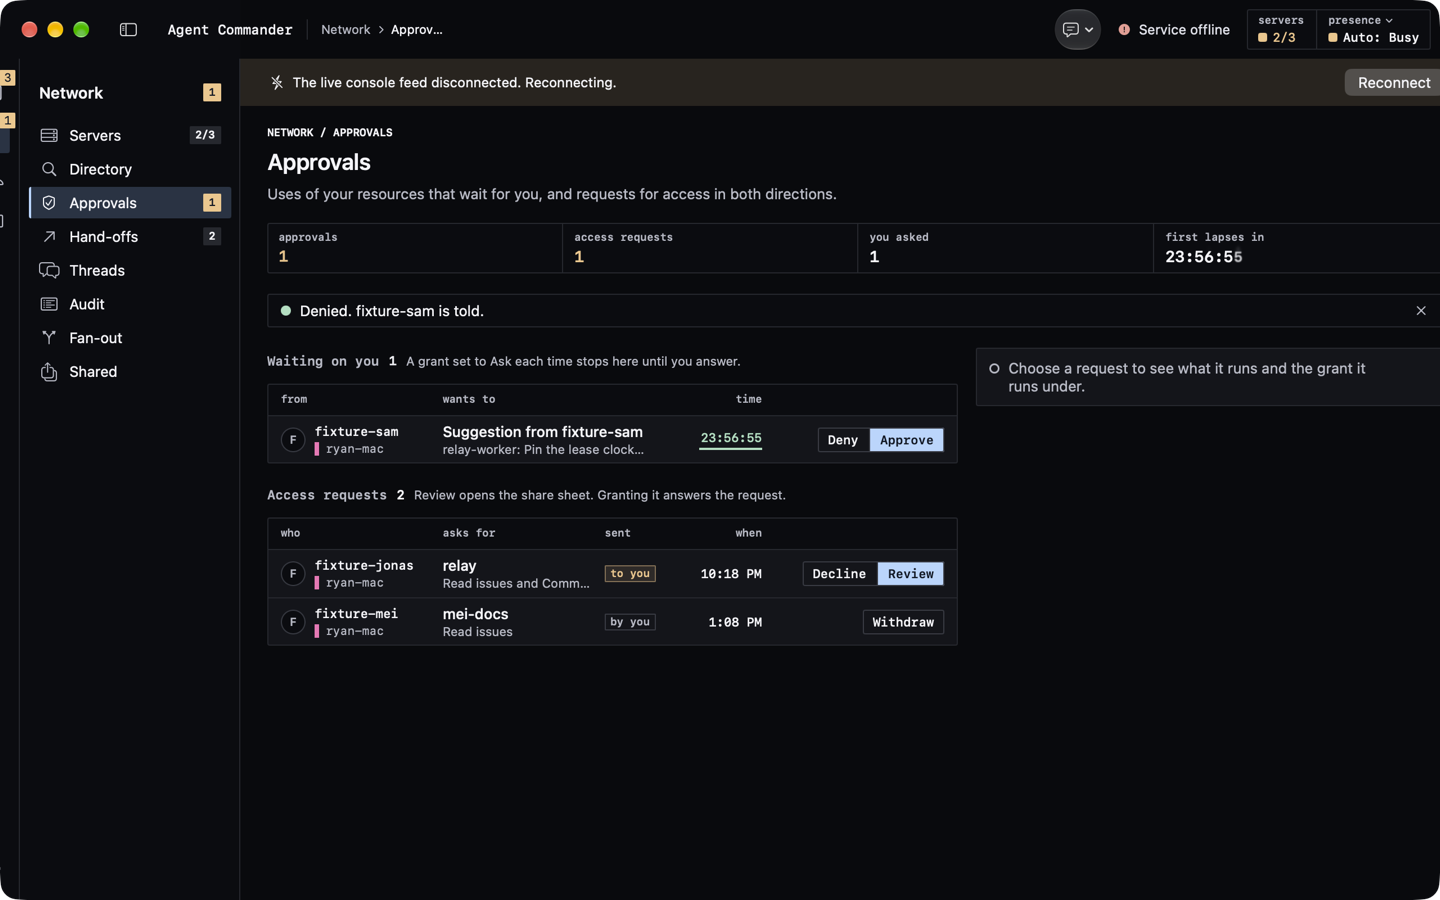 Agent Commander
Network > Approv...
Service offline
servers
2/3
presence
Auto: Busy
3
1
Network 1
Servers 2/3
Directory
Approvals 1
Hand-offs 2
Threads
Audit
Fan-out
Shared
The live console feed disconnected. Reconnecting.
Reconnect
NETWORK / APPROVALS
Approvals
Uses of your resources that wait for you, and requests for access in both directions.
approvals
1
access requests
1
you asked
1
first lapses in
23:56:55
Denied. fixture-sam is told.
Waiting on you 1 A grant set to Ask each time stops here until you answer.
from wants to time
F
fixture-sam
ryan-mac
Suggestion from fixture-sam
relay-worker: Pin the lease clock...
23:56:55
Deny Approve
Choose a request to see what it runs and the grant it
runs under.
Access requests 2 Review opens the share sheet. Granting it answers the request.
who asks for sent when
F
fixture-jonas
ryan-mac
relay
Read issues and Comm...
to you
10:18 PM
Decline Review
F
fixture-mei
ryan-mac
mei-docs
Read issues
by you
1:08 PM
Withdraw